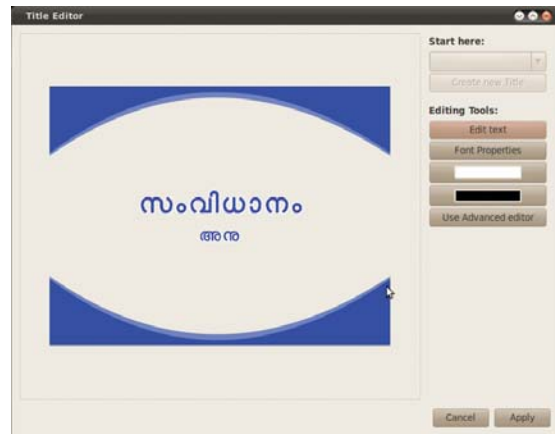 Title Editor
Start here:
Create new Title
Editing Tools:
Edit text
Font Properties
Use Advanced editor
സംവിധാനം
അനു
Cancel
Apply